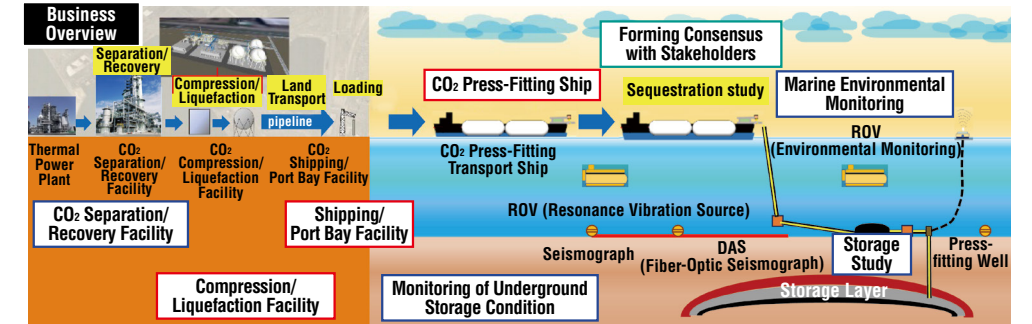 Business
Overview
Separation/
Recovery
Compression/
Liquefaction
Land
Transport
Loading
pipeline
Thermal
Power
Plant
CO₂
Separation/
Recovery
Facility
CO₂
Compression/
Liquefaction
Facility
CO₂
Shipping/
Port Bay Facility
CO₂ Separation/
Recovery Facility
Shipping/
Port Bay Facility
Compression/
Liquefaction Facility
CO₂ Press-Fitting Ship
CO₂ Press-Fitting
Transport Ship
Forming Consensus
with Stakeholders
Sequestration study
Marine Environmental
Monitoring
ROV
(Environmental Monitoring)
ROV (Resonance Vibration Source)
Seismograph
DAS
(Fiber-Optic Seismograph)
Storage
Study
Press-
fitting Well
Monitoring of Underground
Storage Condition
Storage Layer